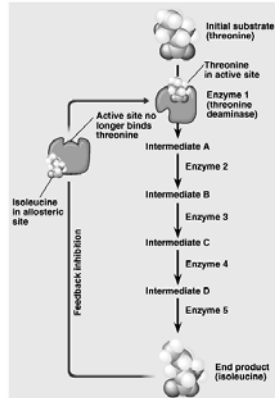 Initial substrate
(threonine)
Threonine
in active site
Enzyme 1
(threonine
deaminase)
Active site no
longer binds
threonine
Isoleucine
in allosteric
site
Feedback inhibition
Intermediate A
Enzyme 2
Intermediate B
Enzyme 3
Intermediate C
Enzyme 4
Intermediate D
Enzyme 5
End product
(isoleucine)